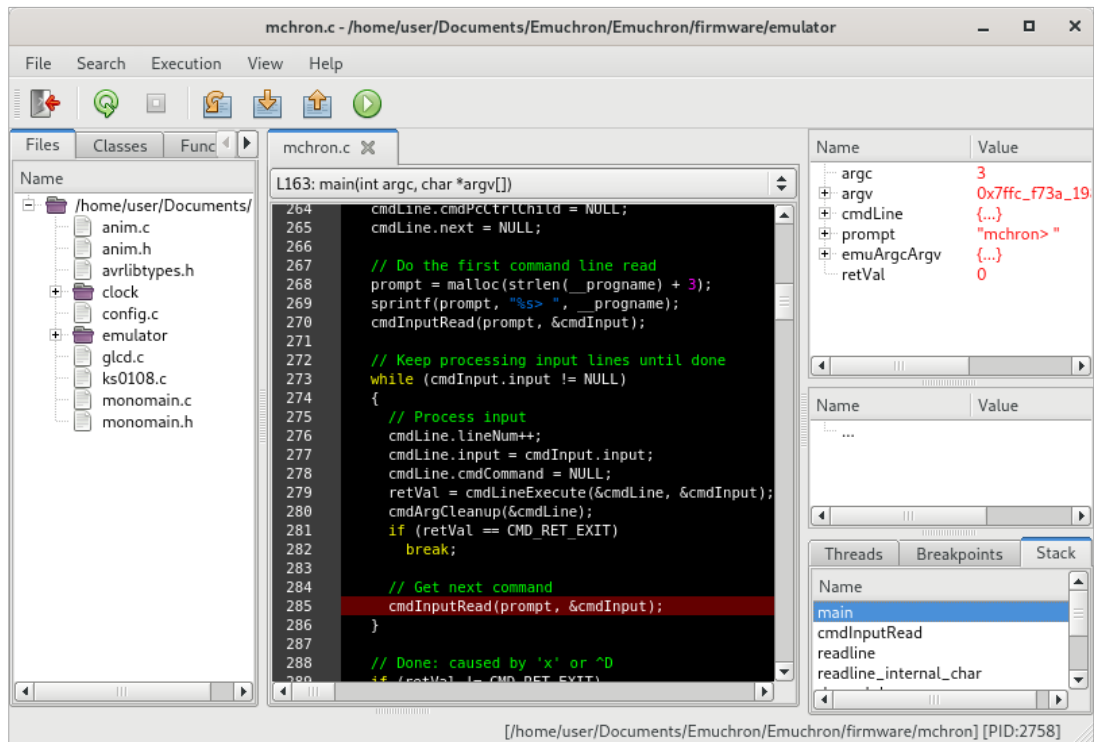 mchron.c - /home/user/Documents/Emuchron/Emuchron/firmware/emulator
File Search Execution View Help
Files Classes Func
Name
/home/user/Documents/
anim.c
anim.h
avrlibtypes.h
clock
config.c
emulator
glcd.c
ks0108.c
monomain.c
monomain.h
mchron.c
L163: main(int argc, char *argv[])
264 cmdLine.cmdPcCtrlChild = NULL;
265 cmdLine.next = NULL;
266
267 // Do the first command line read
268 prompt = malloc(strlen(__progname) + 3);
269 sprintf(prompt, "%s> ", __progname);
270 cmdInputRead(prompt, &cmdInput);
271
272 // Keep processing input lines until done
273 while (cmdInput.input != NULL)
274 {
275 // Process input
276 cmdLine.lineNum++;
277 cmdLine.input = cmdInput.input;
278 cmdLine.cmdCommand = NULL;
279 retVal = cmdLineExecute(&cmdLine, &cmdInput);
280 cmdArgCleanup(&cmdLine);
281 if (retVal == CMD_RET_EXIT)
282 break;
283
284 // Get next command
285 cmdInputRead(prompt, &cmdInput);
286 }
287
288 // Done: caused by 'x' or ^D
289 if (retVal != CMD_RET_EXIT)
Name Value
argc 3
argv 0x7ffc_f73a_19
cmdLine {...}
prompt "mchron> "
emuArgcArgv {...}
retVal 0
Name Value
...
Threads Breakpoints Stack
Name
main
cmdInputRead
readline
readline_internal_char
[/home/user/Documents/Emuchron/Emuchron/firmware/mchron] [PID:2758]